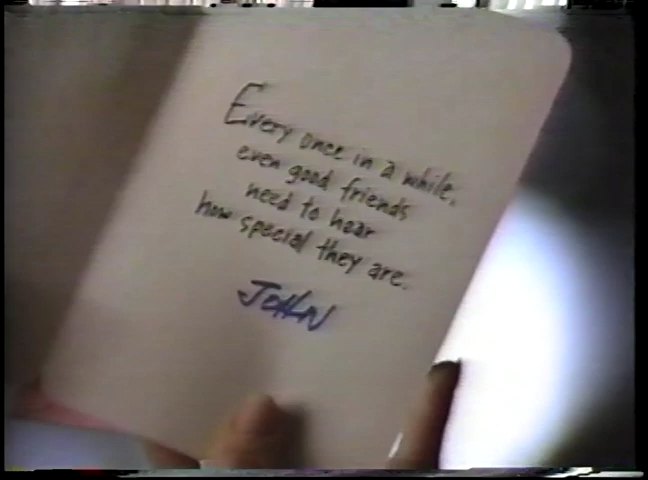 Every once in a while,
even good friends
need to hear
how special they are.
JOHN